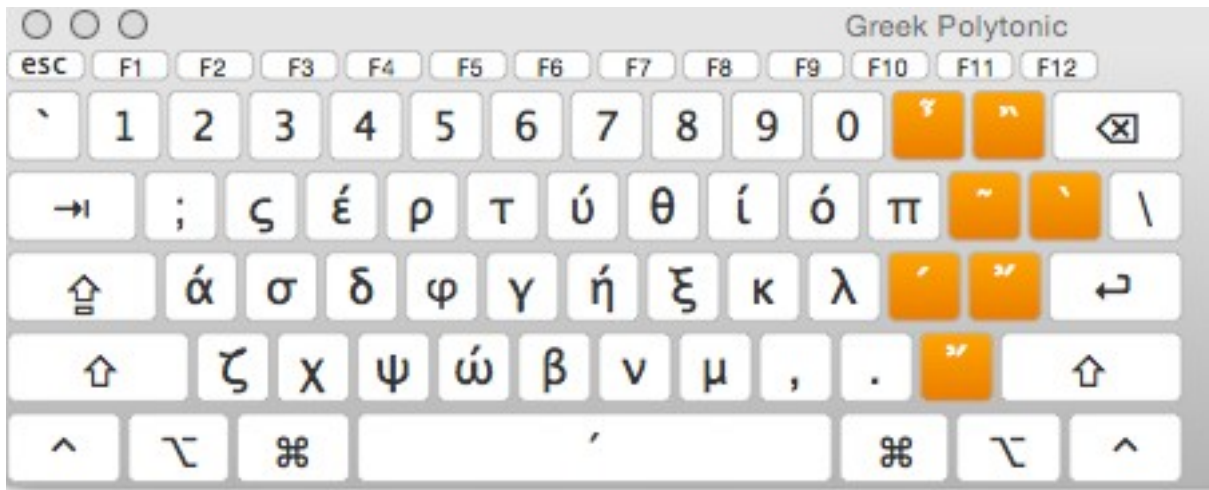 Greek Polytonic
esc F1 F2 F3 F4 F5 F6 F7 F8 F9 F10 F11 F12
` 1 2 3 4 5 6 7 8 9 0
; ς έ ρ τ ύ θ ί ό π ῀ ` \
ά σ δ φ γ ή ξ κ λ ΄
ζ χ ψ ώ β ν μ , .
^ ⌥ ⌘ ΄ ⌘ ⌥ ^